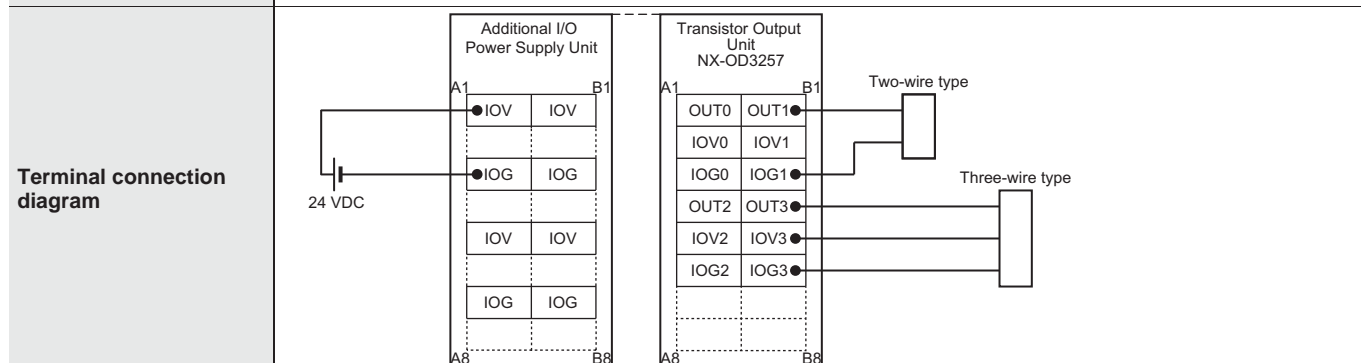 Terminal connection
diagram
Additional I/O
Power Supply Unit
A1 B1
IOV IOV
IOG IOG
IOV IOV
IOG IOG
A8 B8
24 VDC
Transistor Output
Unit
NX-OD3257
A1 B1
OUT0 OUT1
IOV0 IOV1
IOG0 IOG1
OUT2 OUT3
IOV2 IOV3
IOG2 IOG3
A8 B8
Two-wire type
Three-wire type